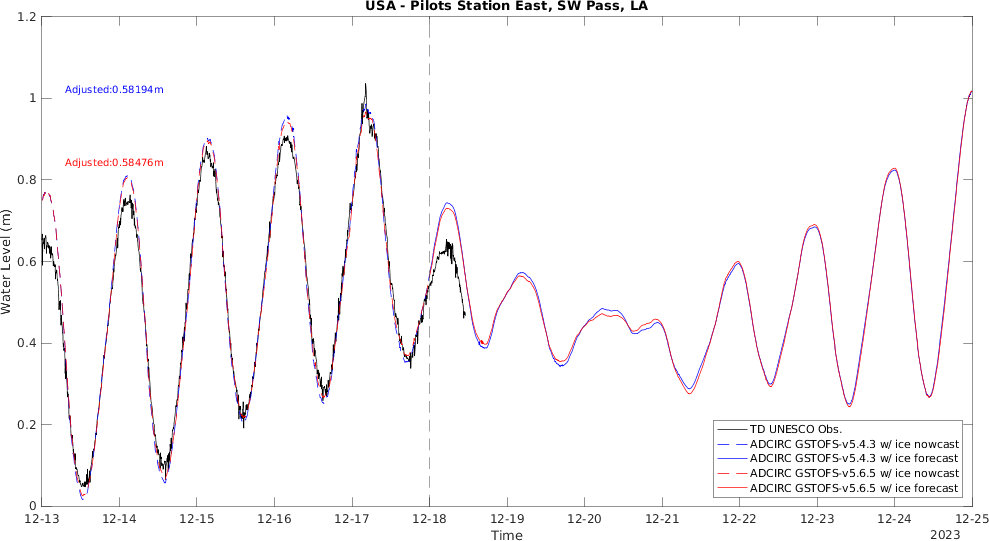 USA - Pilots Station East, SW Pass, LA
1.2
1
0.8
0.6
0.4
0.2
0
Water Level (m)
Adjusted:0.58194m
Adjusted:0.58476m
TD UNESCO Obs.
ADCIRC GSTOFS-v5.4.3 w/ ice nowcast
ADCIRC GSTOFS-v5.4.3 w/ ice forecast
ADCIRC GSTOFS-v5.6.5 w/ ice nowcast
ADCIRC GSTOFS-v5.6.5 w/ ice forecast
12-13 12-14 12-15 12-16 12-17 12-18 12-19 12-20 12-21 12-22 12-23 12-24 12-25
Time
2023